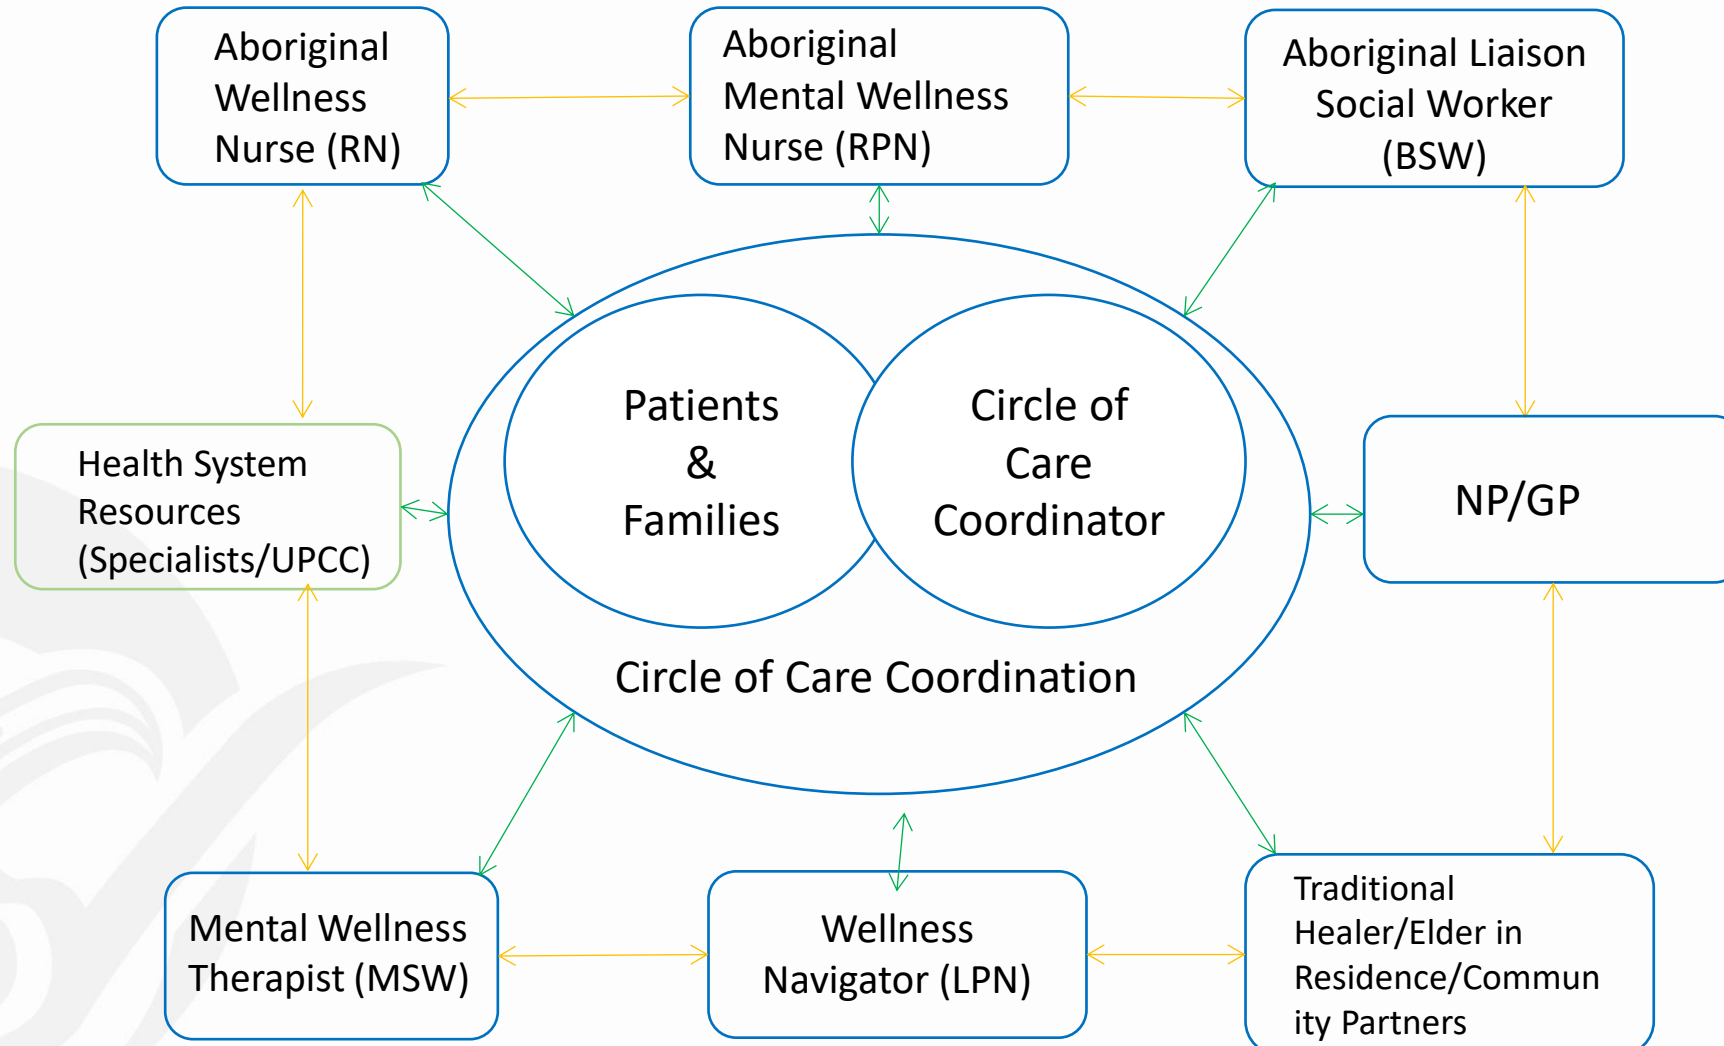 Aboriginal
Wellness
Nurse (RN)
Aboriginal
Mental Wellness
Nurse (RPN)
Aboriginal Liaison
Social Worker
(BSW)
Patients
&
Families
Circle of
Care
Coordinator
Health System
Resources
(Specialists/UPCC)
NP/GP
Circle of Care Coordination
Mental Wellness
Therapist (MSW)
Wellness
Navigator (LPN)
Traditional
Healer/Elder in
Residence/Commun
ity Partners